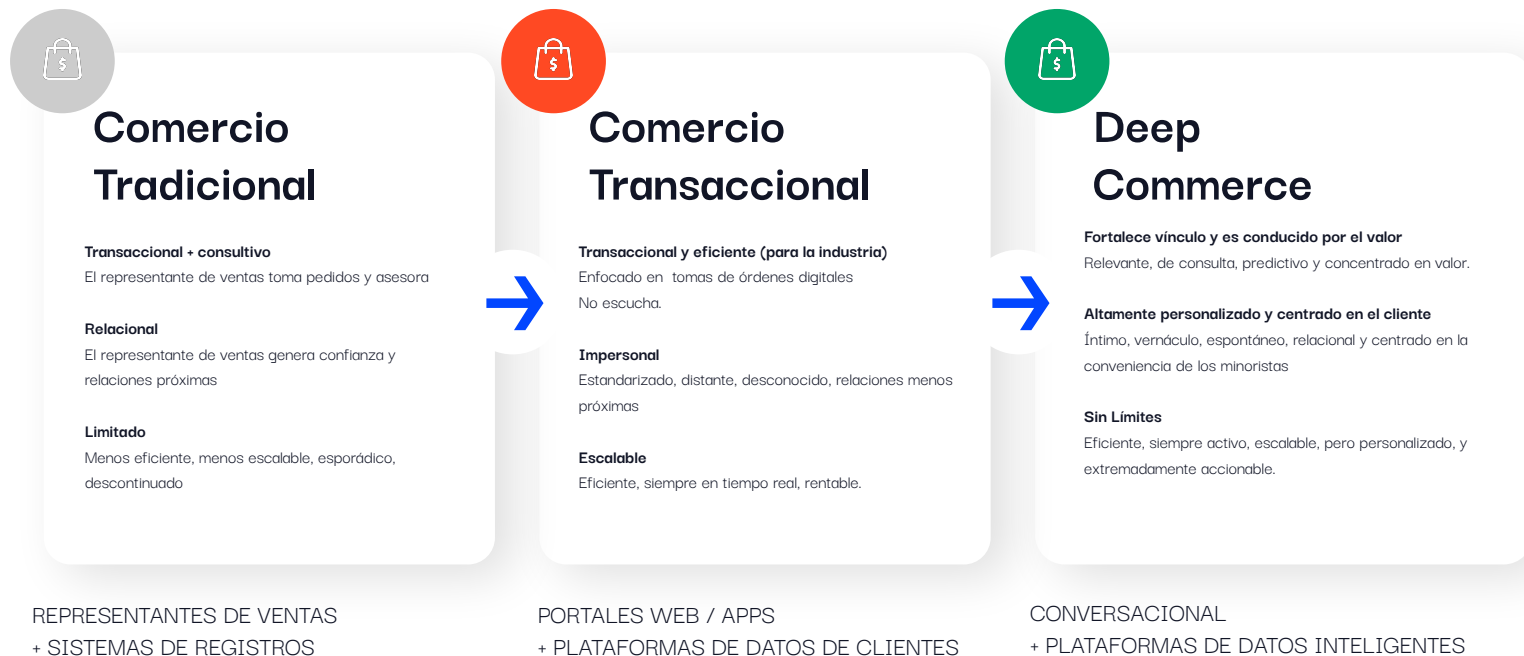 Comercio
Tradicional
Transaccional + consultivo
El representante de ventas toma pedidos y asesora
Relacional
El representante de ventas genera confianza y
relaciones próximas
Limitado
Menos eficiente, menos escalable, esporádico,
descontinuado
REPRESENTANTES DE VENTAS
+ SISTEMAS DE REGISTROS
Comercio
Transaccional
Transaccional y eficiente (para la industria)
Enfocado en  tomas de órdenes digitales
No escucha.
Impersonal
Estandarizado, distante, desconocido, relaciones menos
próximas
Escalable
Eficiente, siempre en tiempo real, rentable.
PORTALES WEB / APPS
+ PLATAFORMAS DE DATOS DE CLIENTES
Deep
Commerce
Fortalece vínculo y es conducido por el valor
Relevante, de consulta, predictivo y concentrado en valor.
Altamente personalizado y centrado en el cliente
Íntimo, vernáculo, espontáneo, relacional y centrado en la
conveniencia de los minoristas
Sin Límites
Eficiente, siempre activo, escalable, pero personalizado, y
extremadamente accionable.
CONVERSACIONAL
+ PLATAFORMAS DE DATOS INTELIGENTES